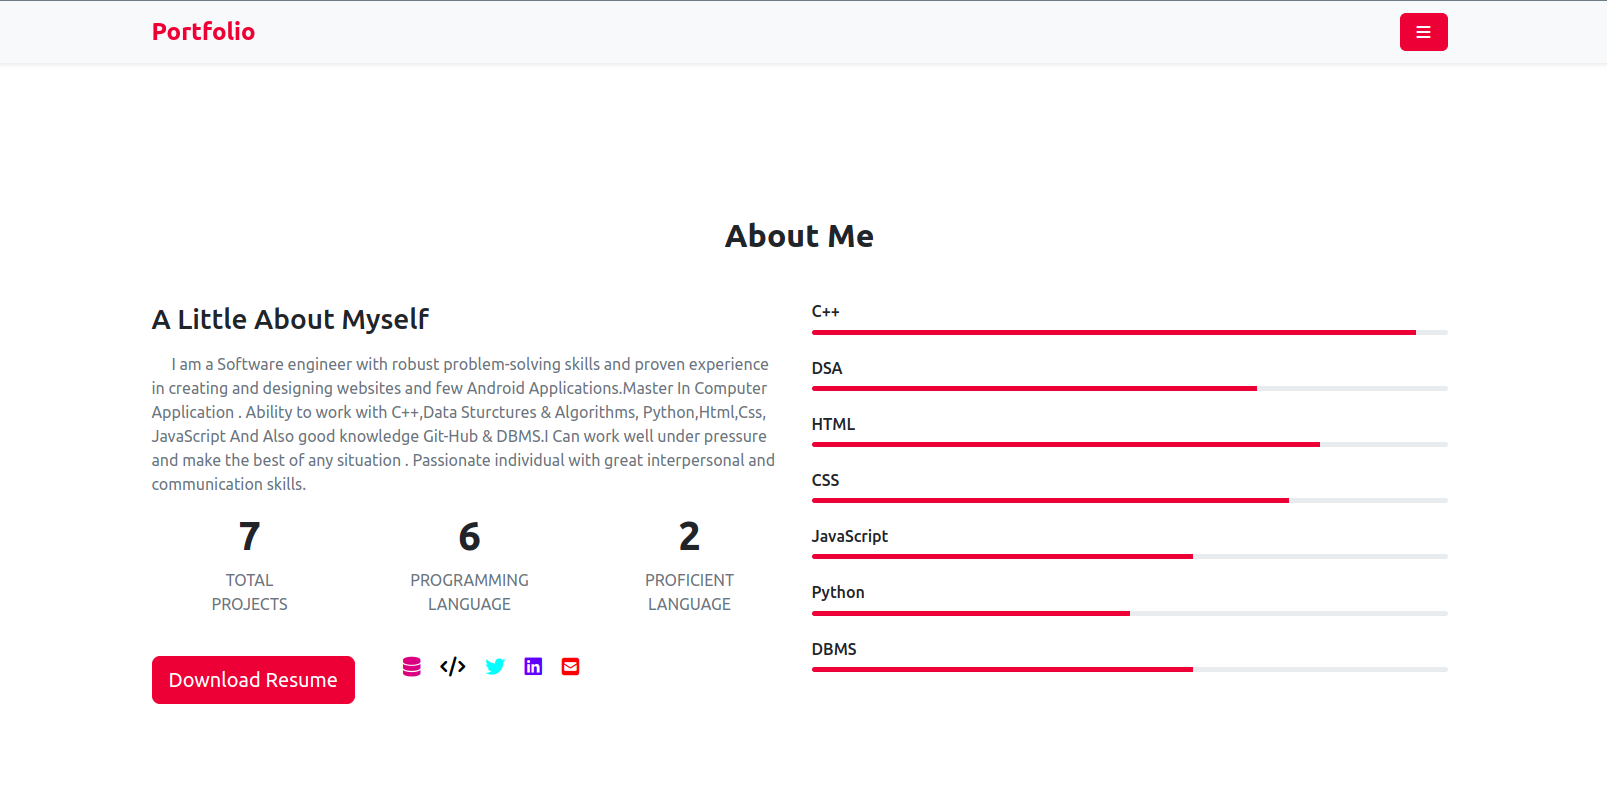 Portfolio
About Me
A Little About Myself
I am a Software engineer with robust problem-solving skills and proven experience
in creating and designing websites and few Android Applications.Master In Computer
Application . Ability to work with C++,Data Sturctures & Algorithms, Python,Html,Css,
JavaScript And Also good knowledge Git-Hub & DBMS.I Can work well under pressure
and make the best of any situation . Passionate individual with great interpersonal and
communication skills.
7
TOTAL
PROJECTS
6
PROGRAMMING
LANGUAGE
2
PROFICIENT
LANGUAGE
Download Resume
C++
DSA
HTML
CSS
JavaScript
Python
DBMS